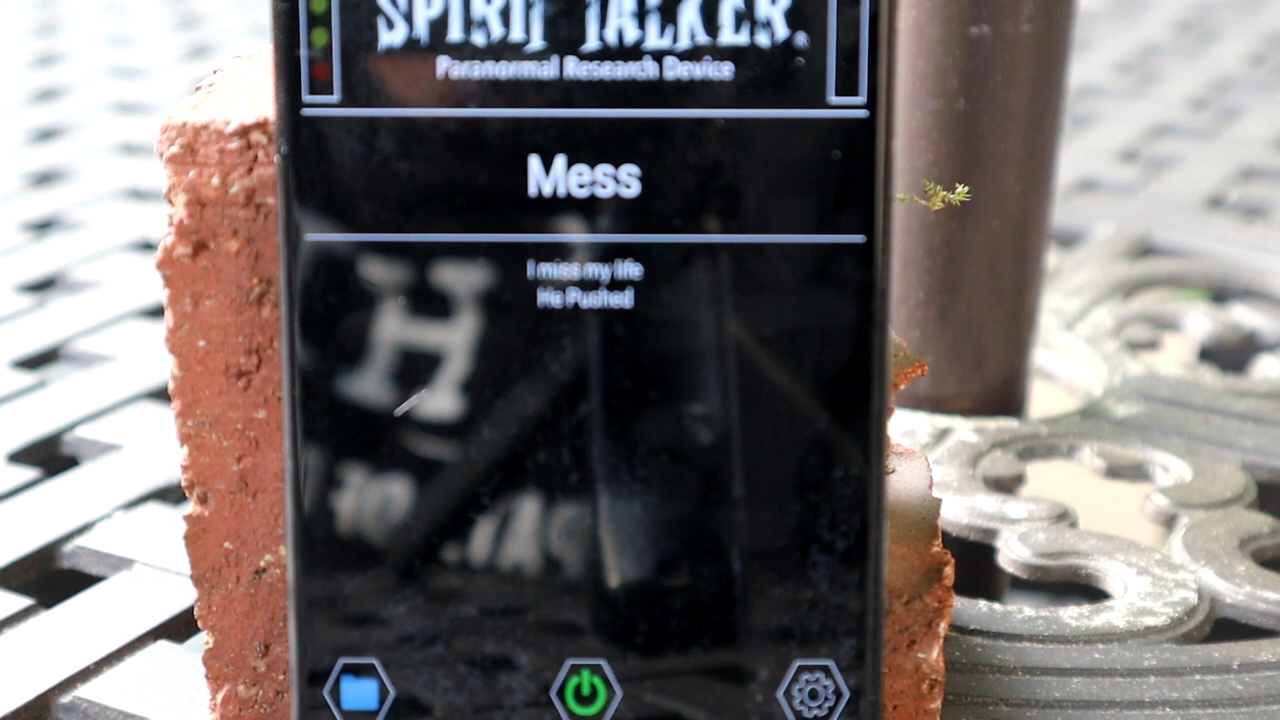 SPIRIT TALKER.
Paranormal Research Device
Mess
I miss my life
He Pushed
H